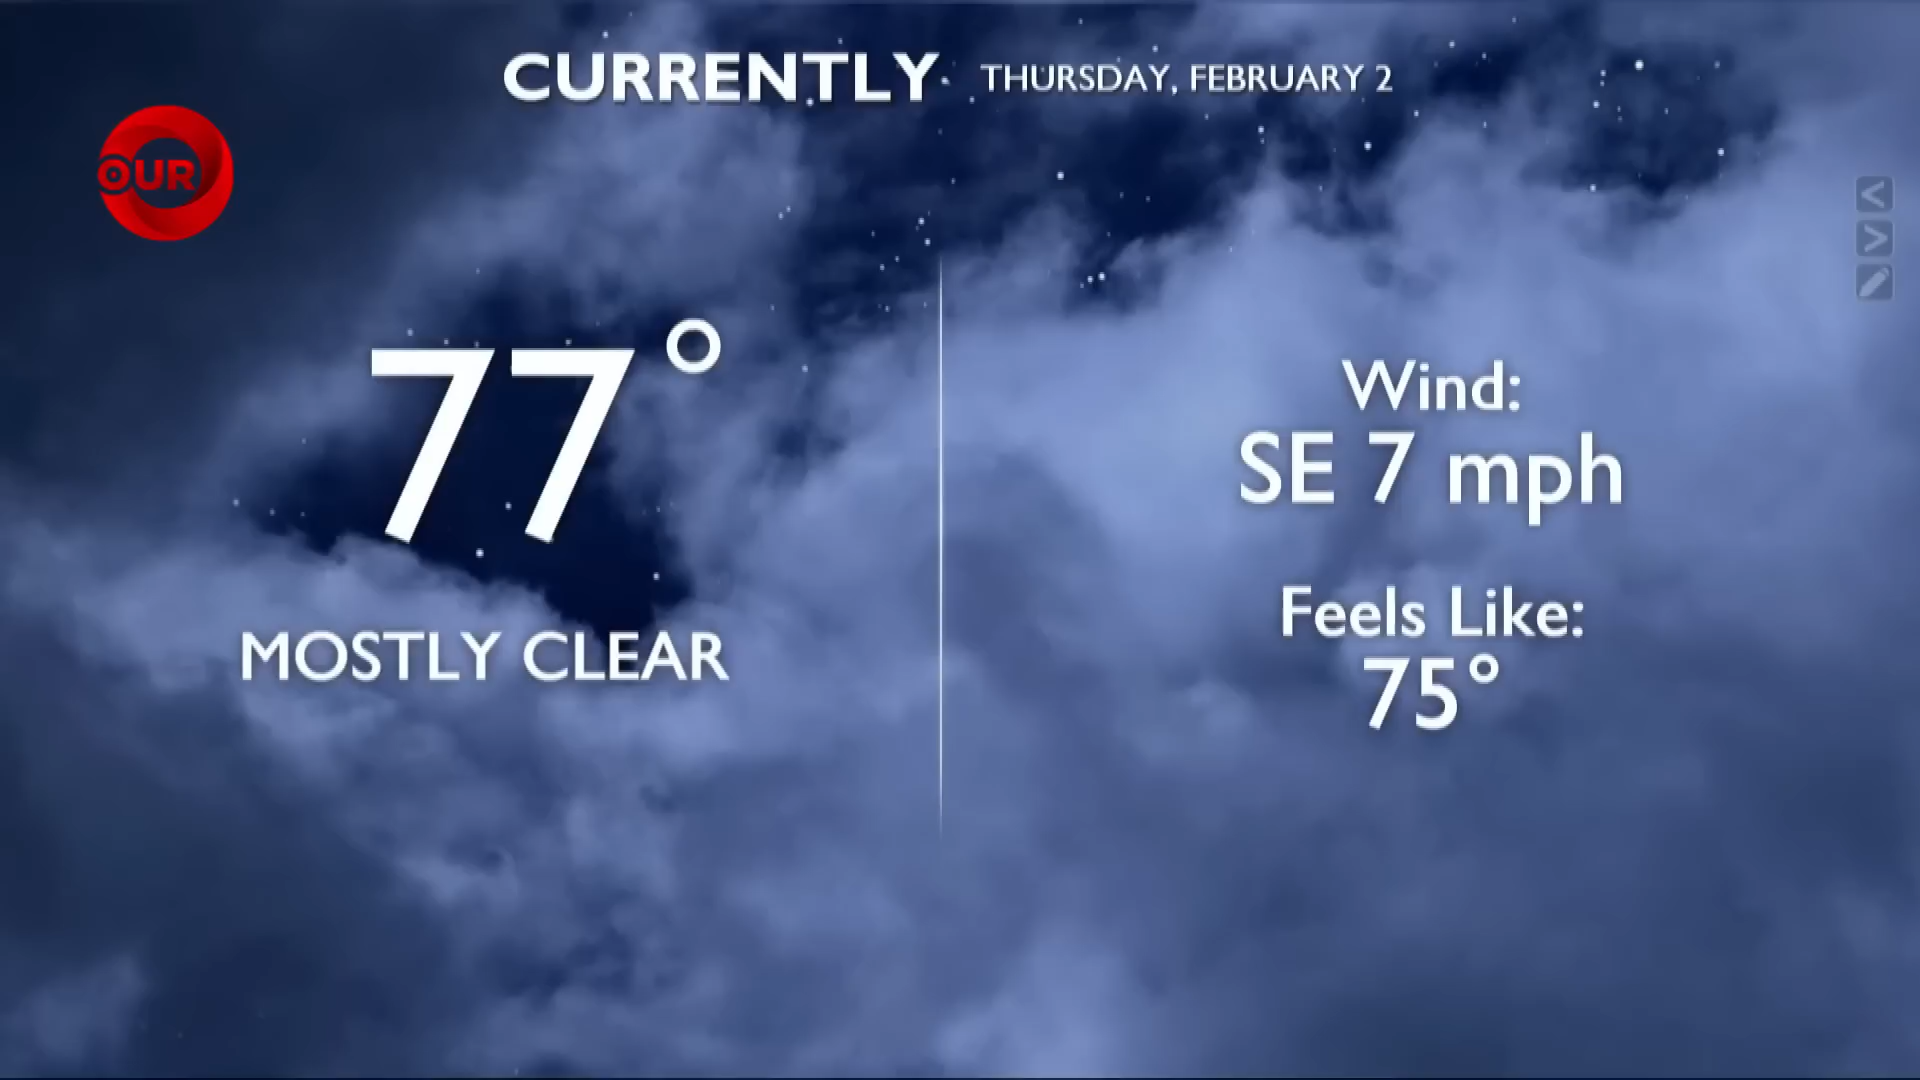 CURRENTLY THURSDAY, FEBRUARY 2
OUR
77°
MOSTLY CLEAR
Wind:
SE 7 mph
Feels Like:
75°